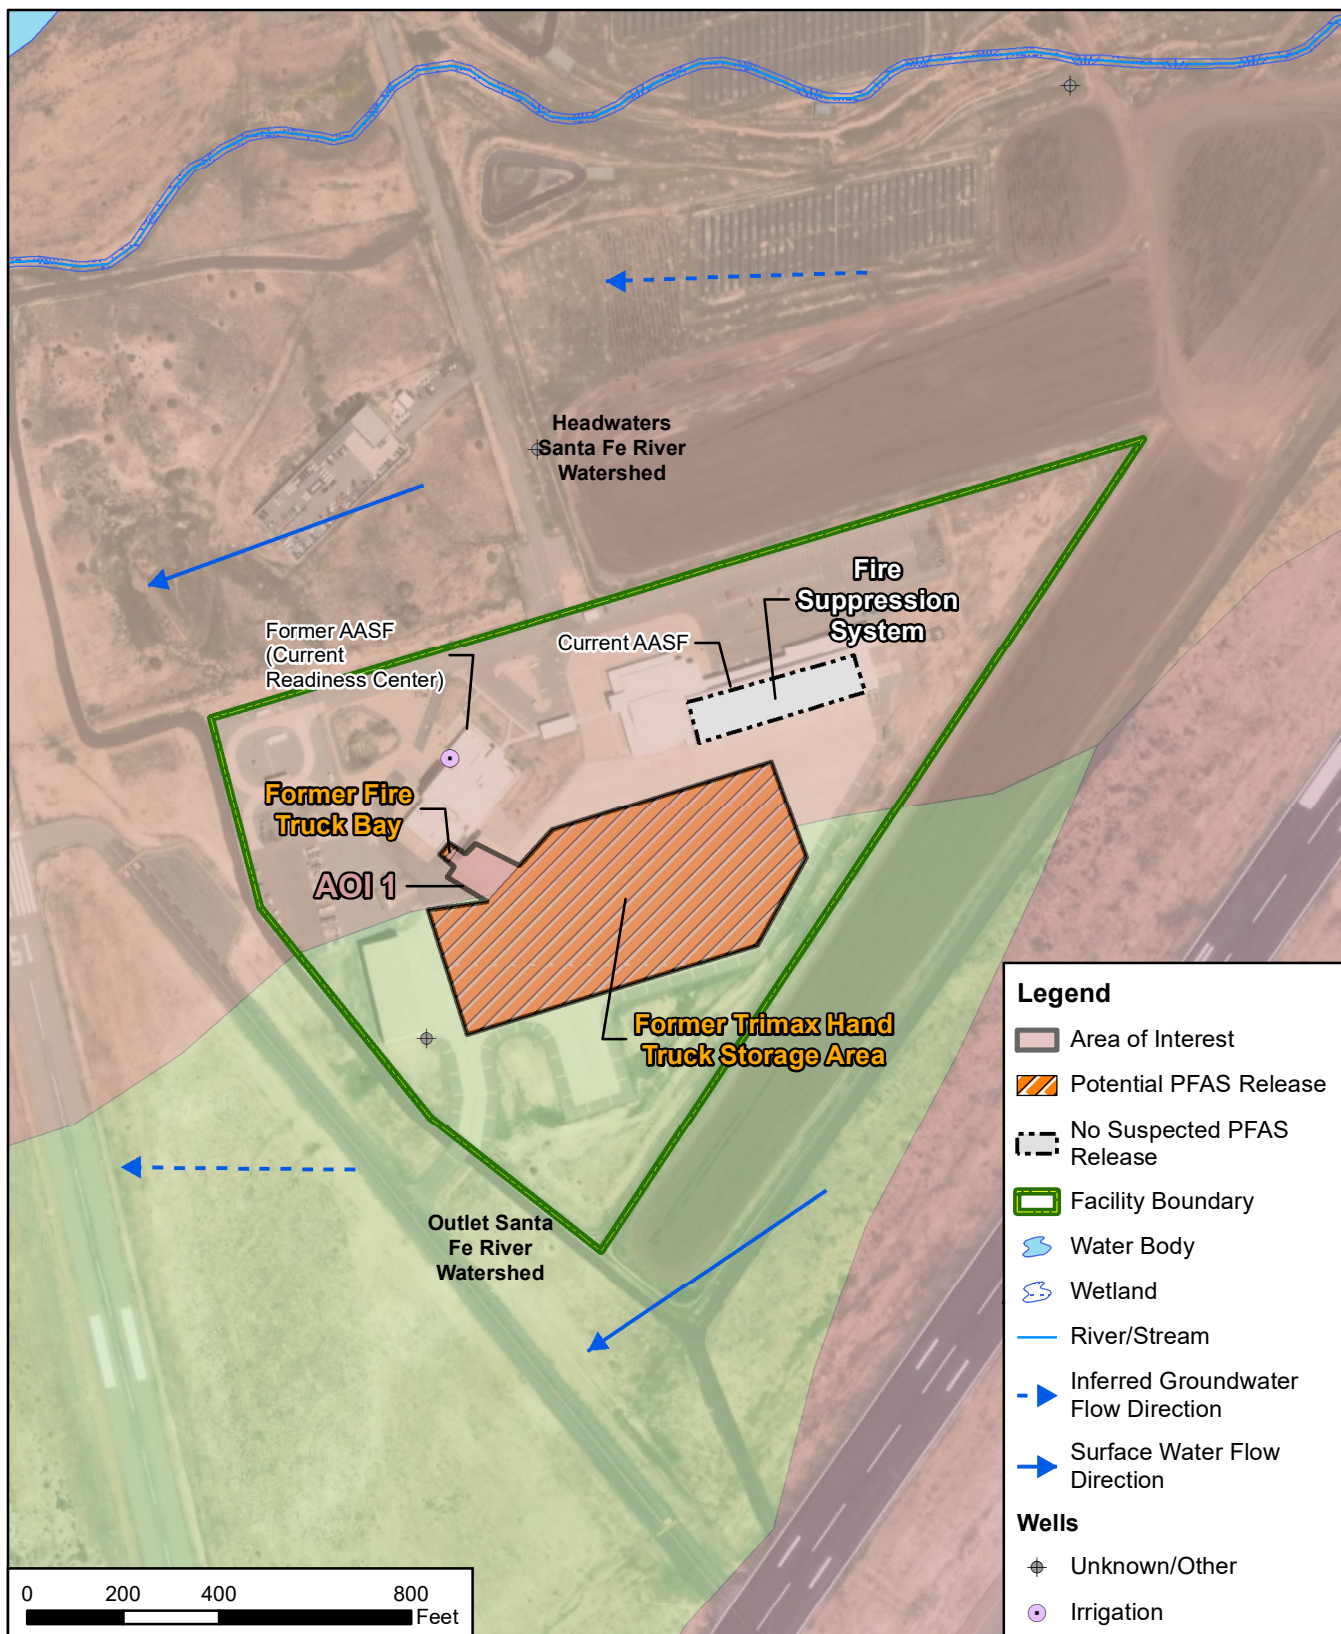 Headwaters
Santa Fe River
Watershed
Fire
Suppression
System
Former AASF
(Current
Readiness Center)
Current AASF
Former Fire
Truck Bay
AOI 1
Former Trimax Hand
Truck Storage Area
Outlet Santa
Fe River
Watershed
Legend
Area of Interest
Potential PFAS Release
No Suspected PFAS
Release
Facility Boundary
Water Body
Wetland
River/Stream
Inferred Groundwater
Flow Direction
Surface Water Flow
Direction
Wells
Unknown/Other
Irrigation
0 200 400 800
Feet